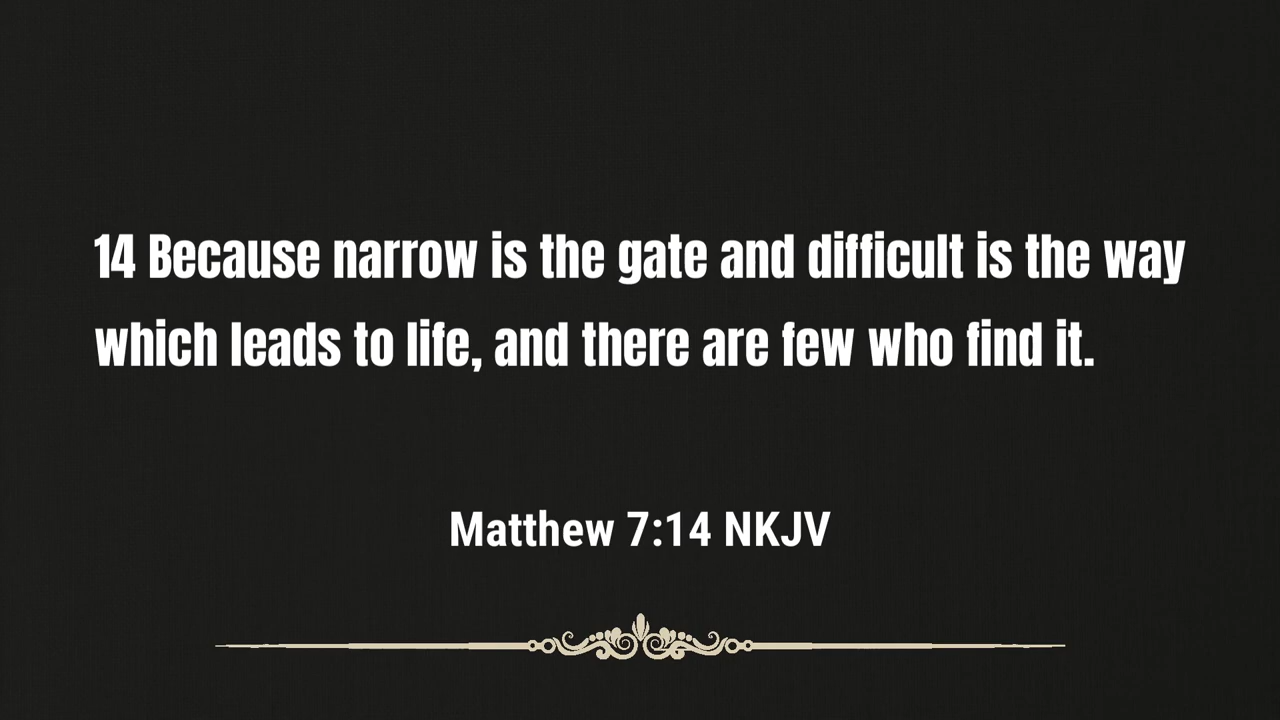 14 Because narrow is the gate and difficult is the way
which leads to life, and there are few who find it.
Matthew 7:14 NKJV